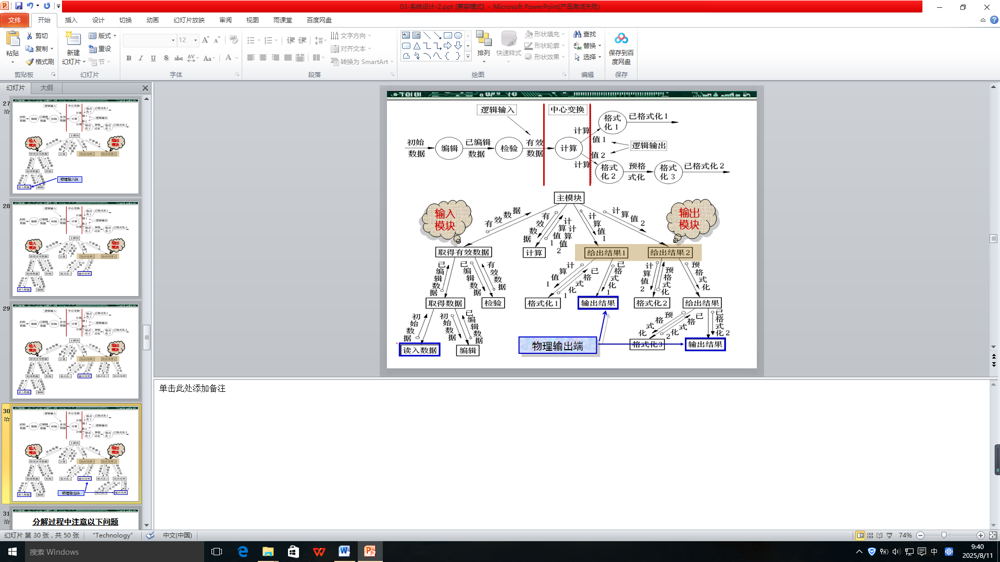 03-系统设计-2.ppt [兼容模式] - Microsoft PowerPoint(产品激活失败)
文件 开始 插入 设计 切换 动画 幻灯片放映 审阅 视图 雨课堂 百度网盘
粘贴 剪切 复制 格式刷 剪贴板
新建 幻灯片 版式 重设 节 幻灯片
12 字体
文字方向 对齐文本 转换为 SmartArt 段落
排列 快速样式 形状填充 形状轮廓 形状效果 绘图
查找 替换 选择 编辑
保存到百度网盘 保存
幻灯片 大纲
27
28
29
30
31
分解过程中注意以下问题
逻辑输入 中心变换
格式化1 已格式化1
初始数据 编辑 已编辑数据 检验 有效数据 计算 计算值1 逻辑输出
计算值2 格式化2 预格式化 格式化3 已格式化2
主模块
输入模块 输出模块
有效数据 有效数据 计算值1 计算值2 计算值1 计算值2
取得有效数据 计算 给出结果1 给出结果2
已编辑数据 已编辑数据 有效数据 计算值1 已格式化1 已格式化1 计算值2 预格式化 预格式化
取得数据 检验 格式化1 输出结果 格式化2 给出结果
初始数据 初始数据 已编辑数据 预格式化 已格式化2 已格式化2
读入数据 编辑 物理输出端 格式化3 输出结果
单击此处添加备注
幻灯片 第 30 张，共 50 张 “Technology” 中文(中国) 74%
搜索 Windows
中
9:40
2025/8/11